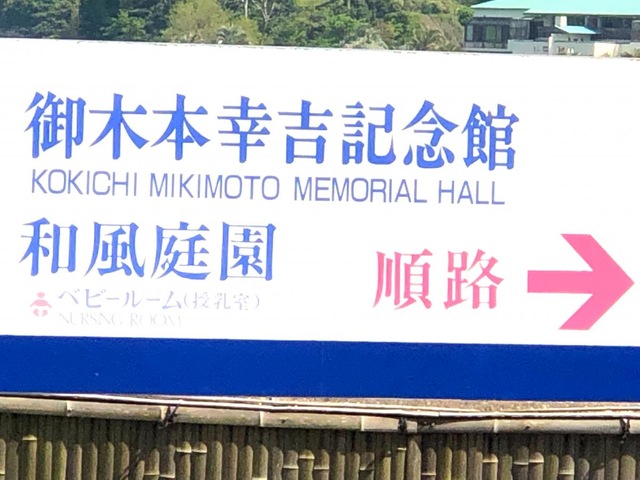 御木本幸吉記念館
KOKICHI MIKIMOTO MEMORIAL HALL
和風庭園
順路
ベビールーム(授乳室)
NURSNG ROOM